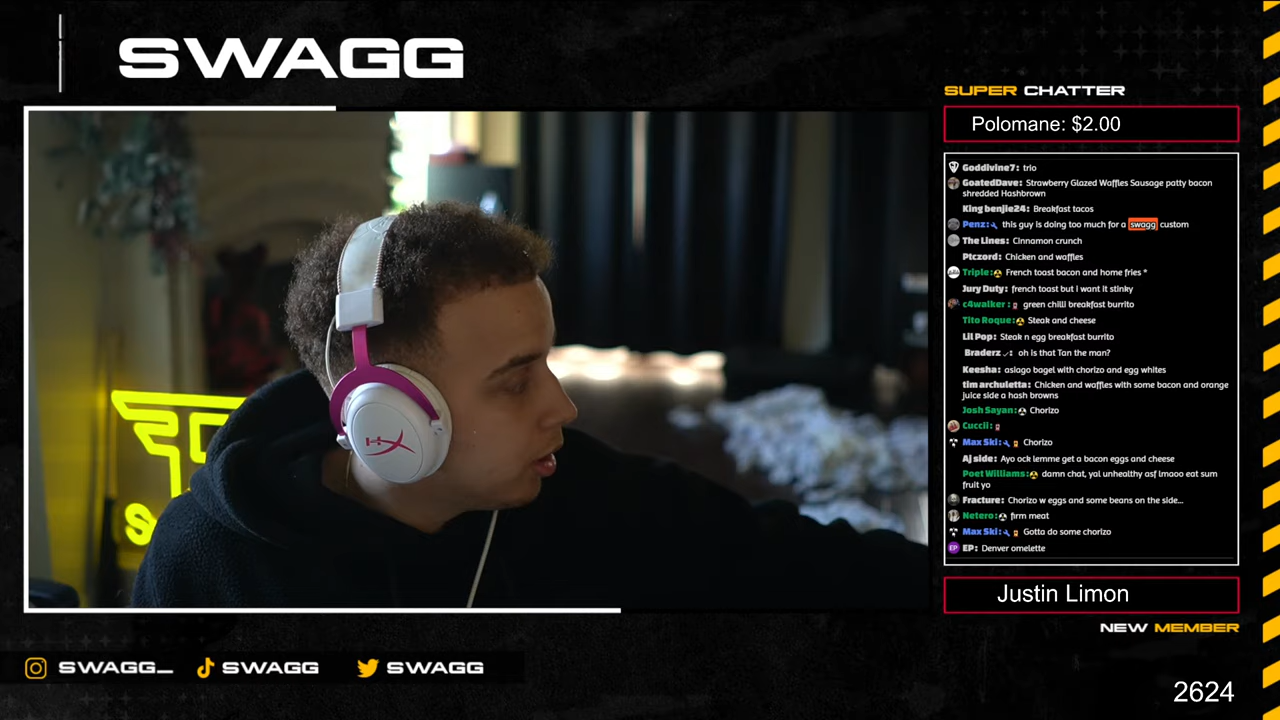 SWAGG
SUPER CHATTER
Polomane: $2.00
Goddivine7: trio
GoatedDave: Strawberry Glazed Waffles Sausage patty bacon
shredded Hashbrown
King benjie24: Breakfast tacos
Penz: this guy is doing too much for a swagg custom
The Lines: Cinnamon crunch
Ptczord: Chicken and waffles
Triple: French toast bacon and home fries *
Jury Duty: french toast but I want it stinky
c4walker: green chilli breakfast burrito
Tito Roque: Steak and cheese
Lil Pop: Steak n egg breakfast burrito
Braderz: oh is that Tan the man?
Keesha: asiago bagel with chorizo and egg whites
tim archuletta: Chicken and waffles with some bacon and orange
juice side a hash browns
Josh Sayan: Chorizo
Cuccii:
Max Ski: Chorizo
Aj side: Ayo ock lemme get a bacon eggs and cheese
Poet Williams: damn chat, yal unhealthy asf lmaoo eat sum
fruit yo
Fracture: Chorizo w eggs and some beans on the side...
Netero: firm meat
Max Ski: Gotta do some chorizo
EP EP: Denver omelette
Justin Limon
NEW MEMBER
SWAGG_ SWAGG SWAGG
2624